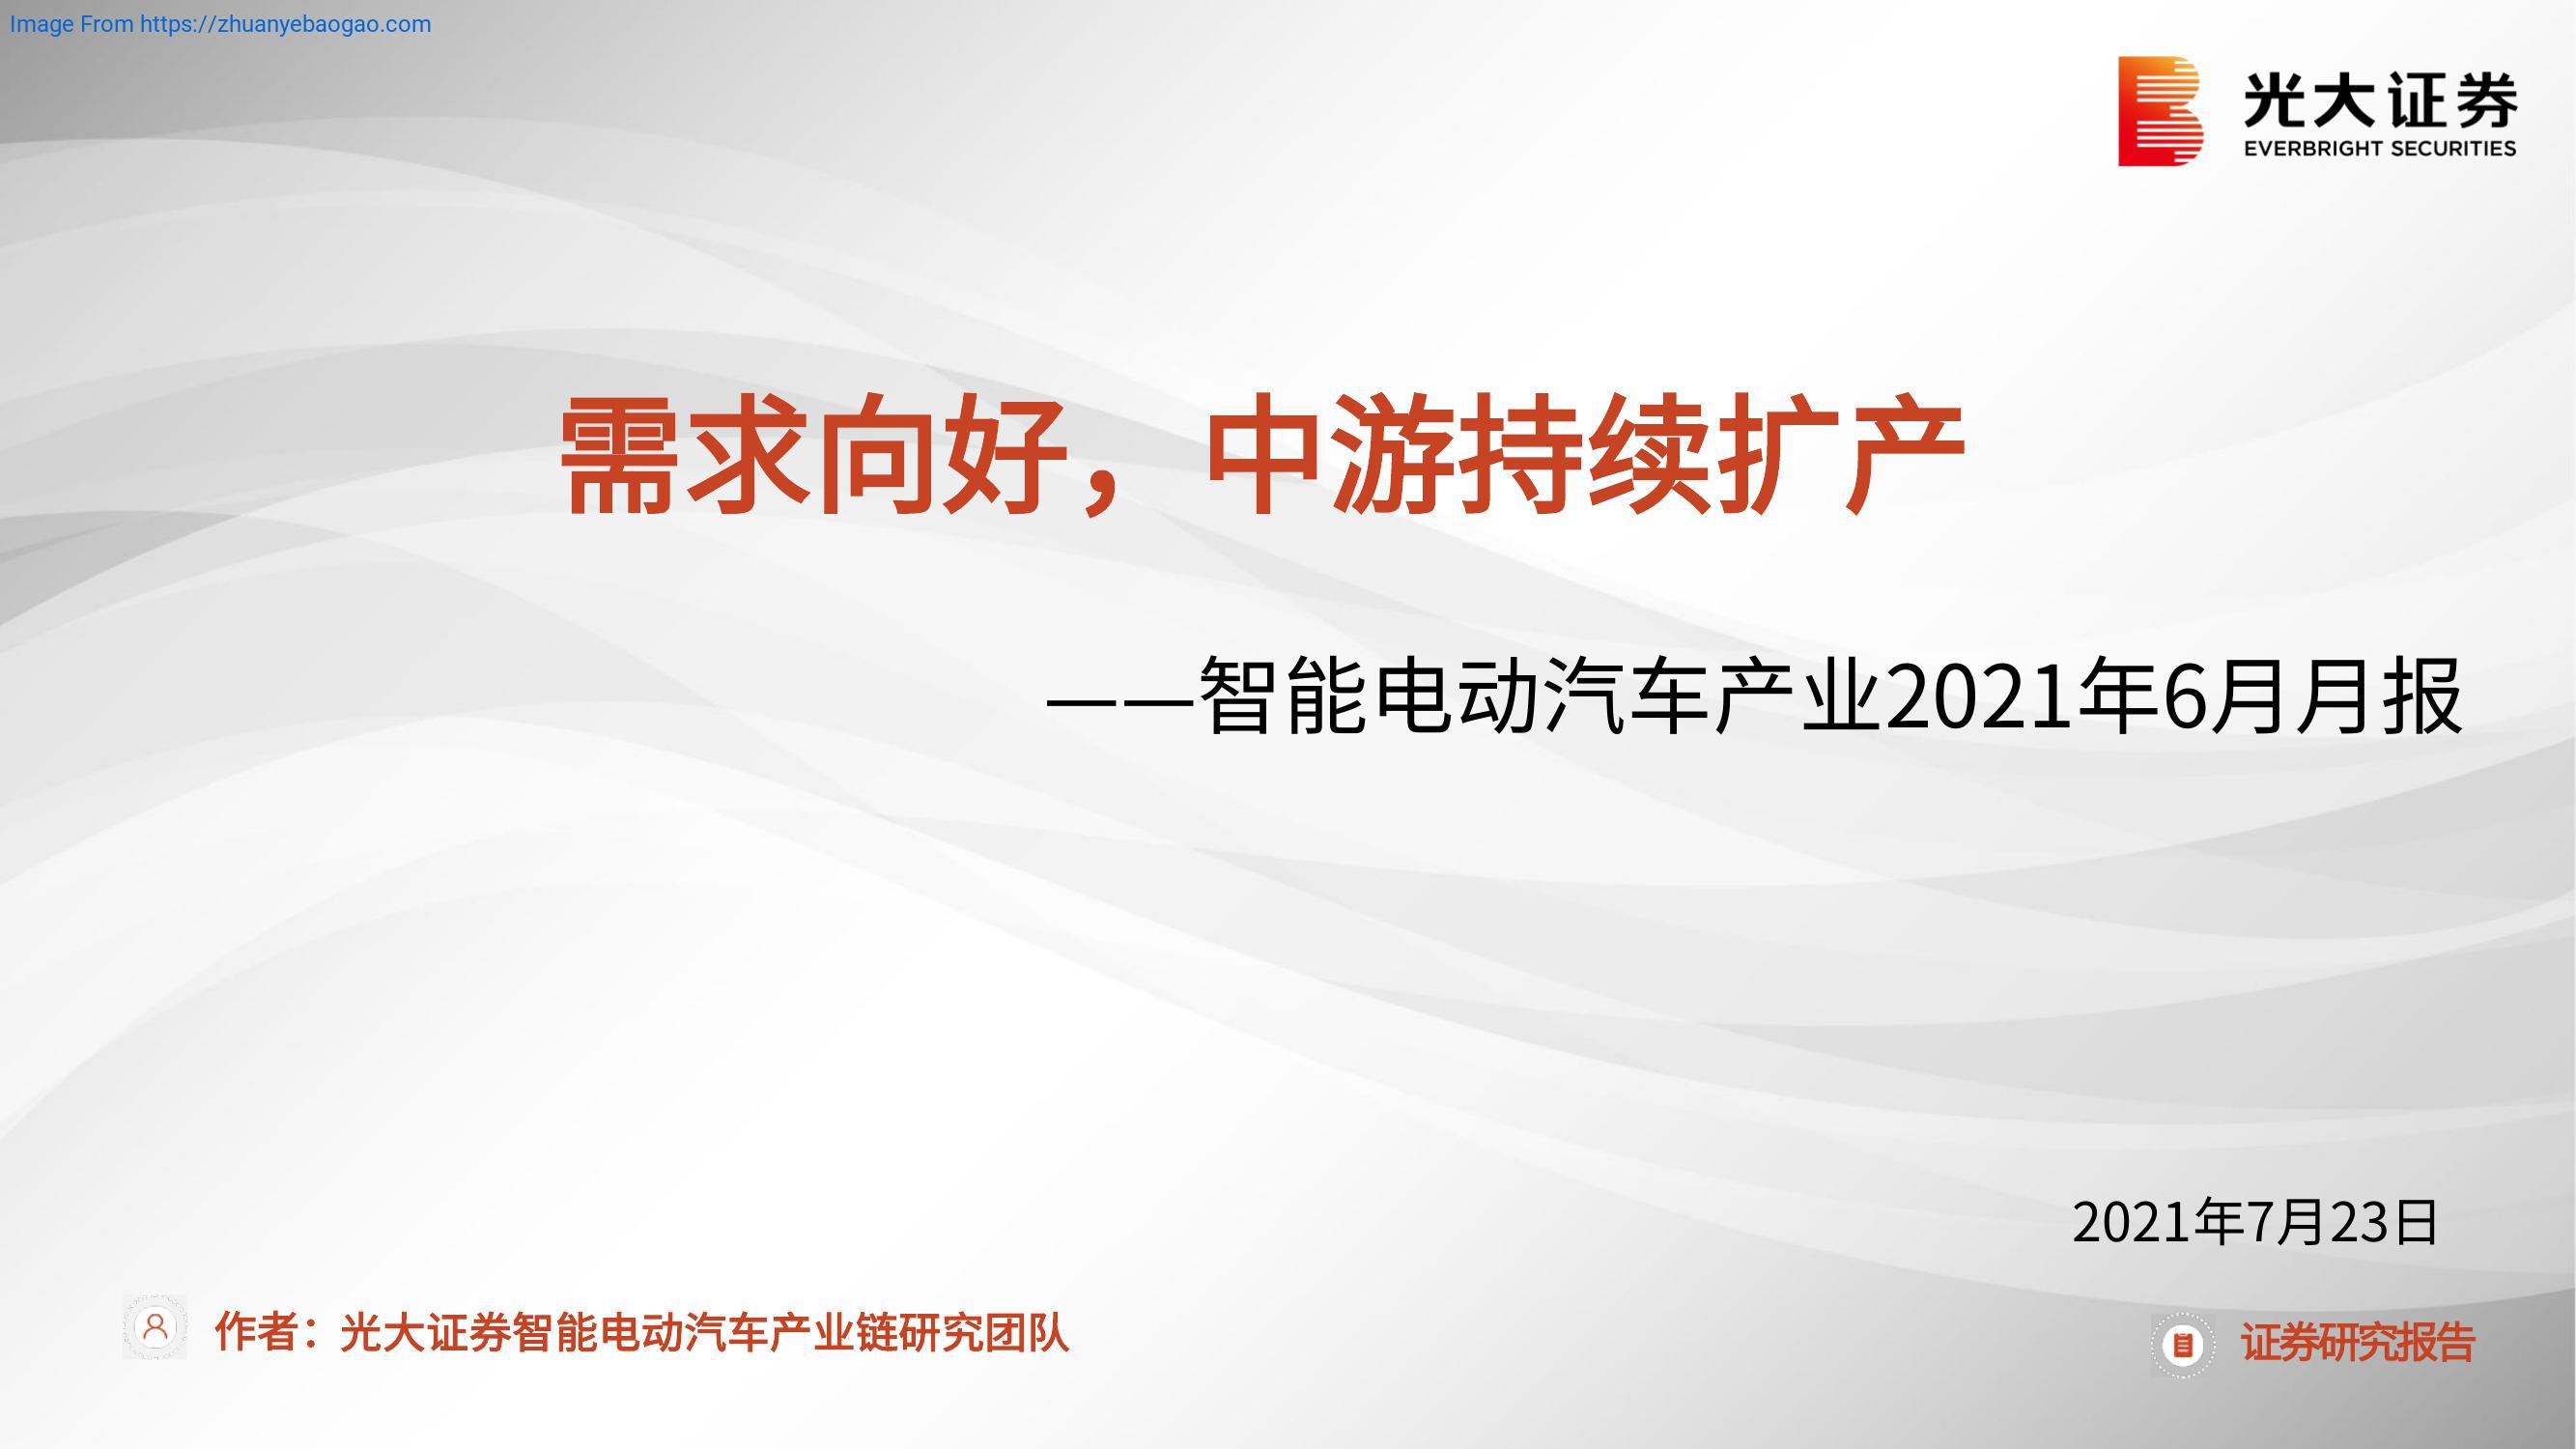 Image From https://zhuanyebaogao.com
光大证券
EVERBRIGHT SECURITIES
需求向好，中游持续扩产
——智能电动汽车产业2021年6月月报
2021年7月23日
作者：光大证券智能电动汽车产业链研究团队
证券研究报告